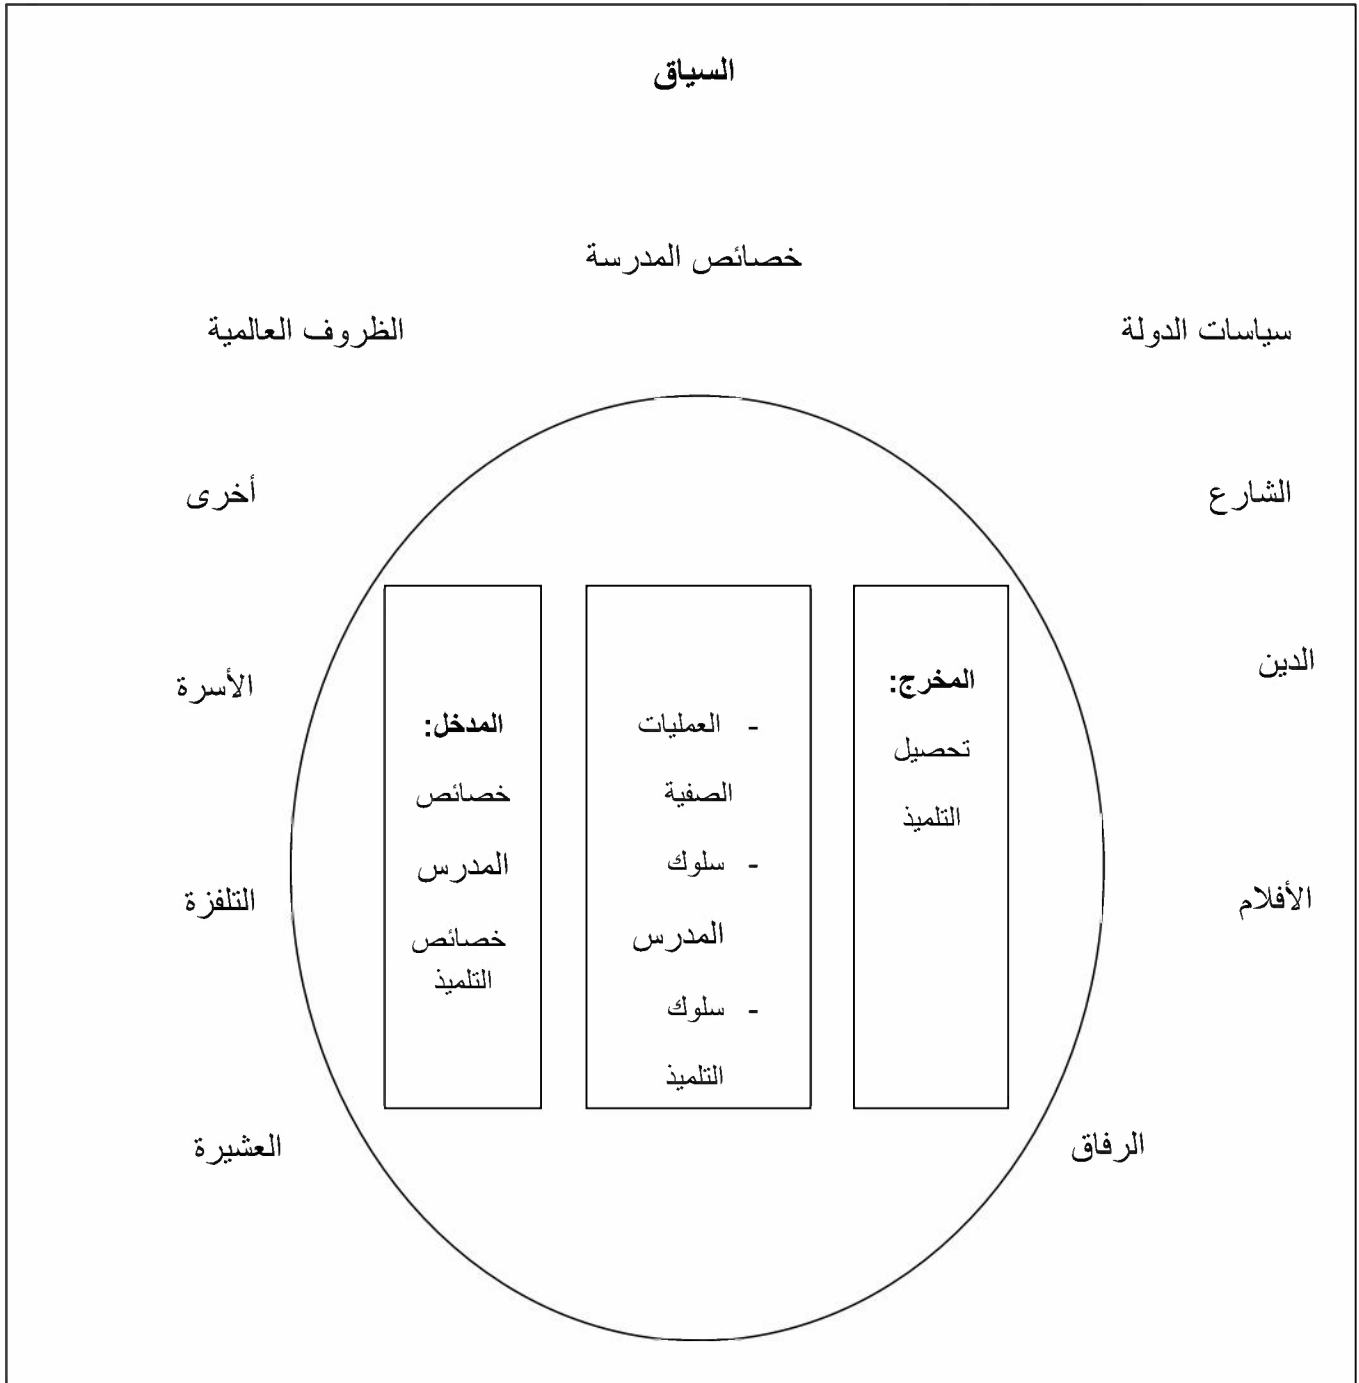 السياق
خصائص المدرسة
سياسات الدولة
الظروف العالمية
الشارع
أخرى
الدين
الأسرة
الأفلام
التلفزة
الرفاق
العشيرة
المخرج:
تحصيل
التلميذ
- العمليات
الصفية
- سلوك
المدرس
- سلوك
التلميذ
المدخل:
خصائص
المدرس
خصائص
التلميذ